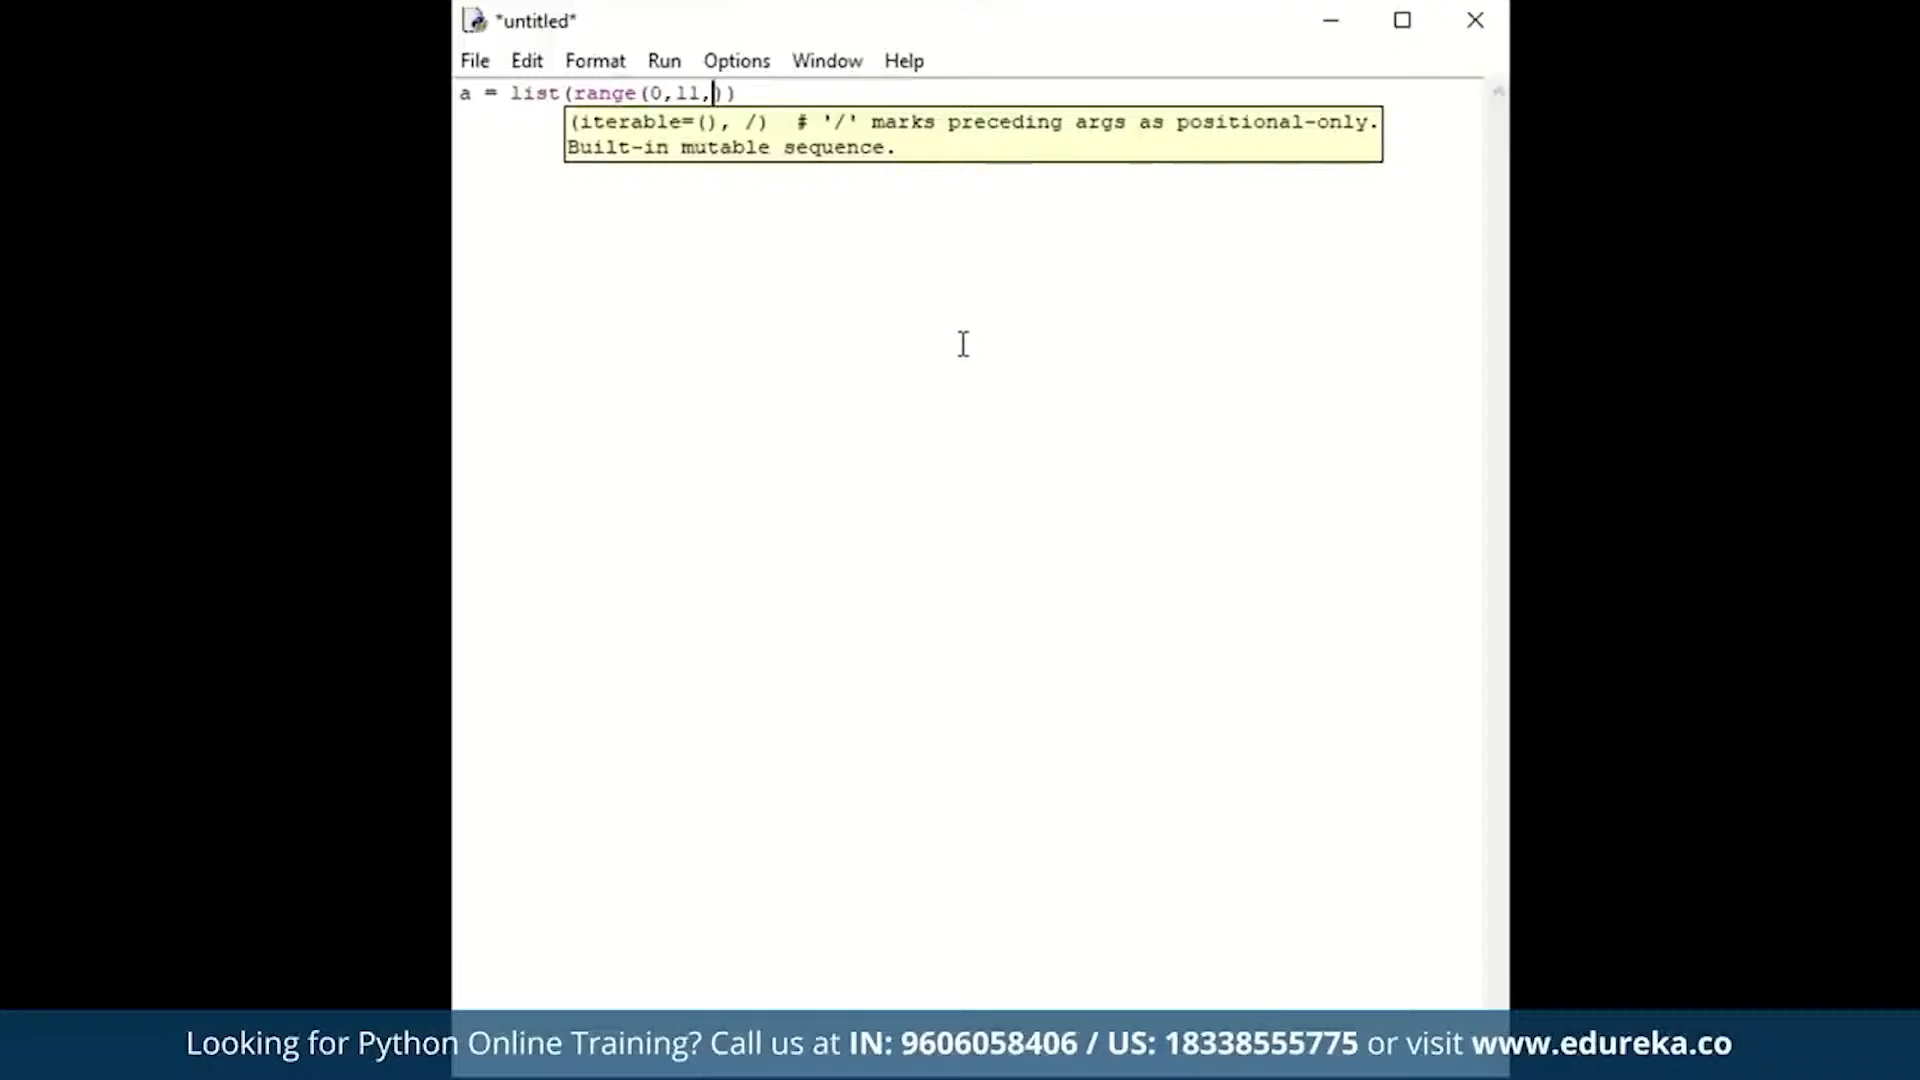 *untitled*
File Edit Format Run Options Window Help
a = list(range(0,11,))
(iterable=(), /)  # '/' marks preceding args as positional-only.
Built-in mutable sequence.
Looking for Python Online Training? Call us at IN: 9606058406 / US: 18338555775 or visit www.edureka.co